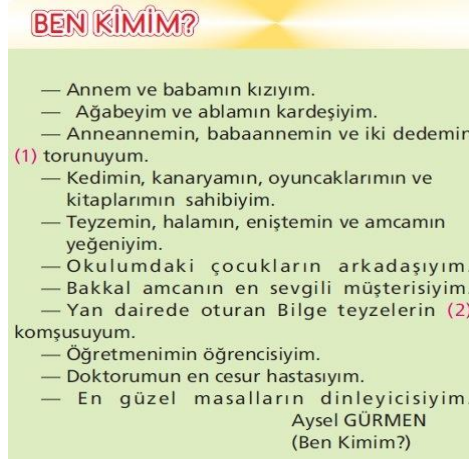 BEN KİMİM?
— Annem ve babamın kızıyım.
— Ağabeyim ve ablamın kardeşiyim.
— Anneannemin, babaannemin ve iki dedemin
(1) torunuyum.
— Kedimin, kanaryamın, oyuncaklarımın ve
kitaplarımın sahibiyim.
— Teyzemin, halamın, eniştemin ve amcamın
yeğeniyim.
— Okulumdaki çocukların arkadaşıyım.
— Bakkal amcanın en sevgili müşterisiyim.
— Yan dairede oturan Bilge teyzelerin (2)
komşusuyum.
— Öğretmenimin öğrencisiyim.
— Doktorumun en cesur hastasıyım.
— En güzel masalların dinleyicisiyim.
Aysel GÜRMEN
(Ben Kimim?)